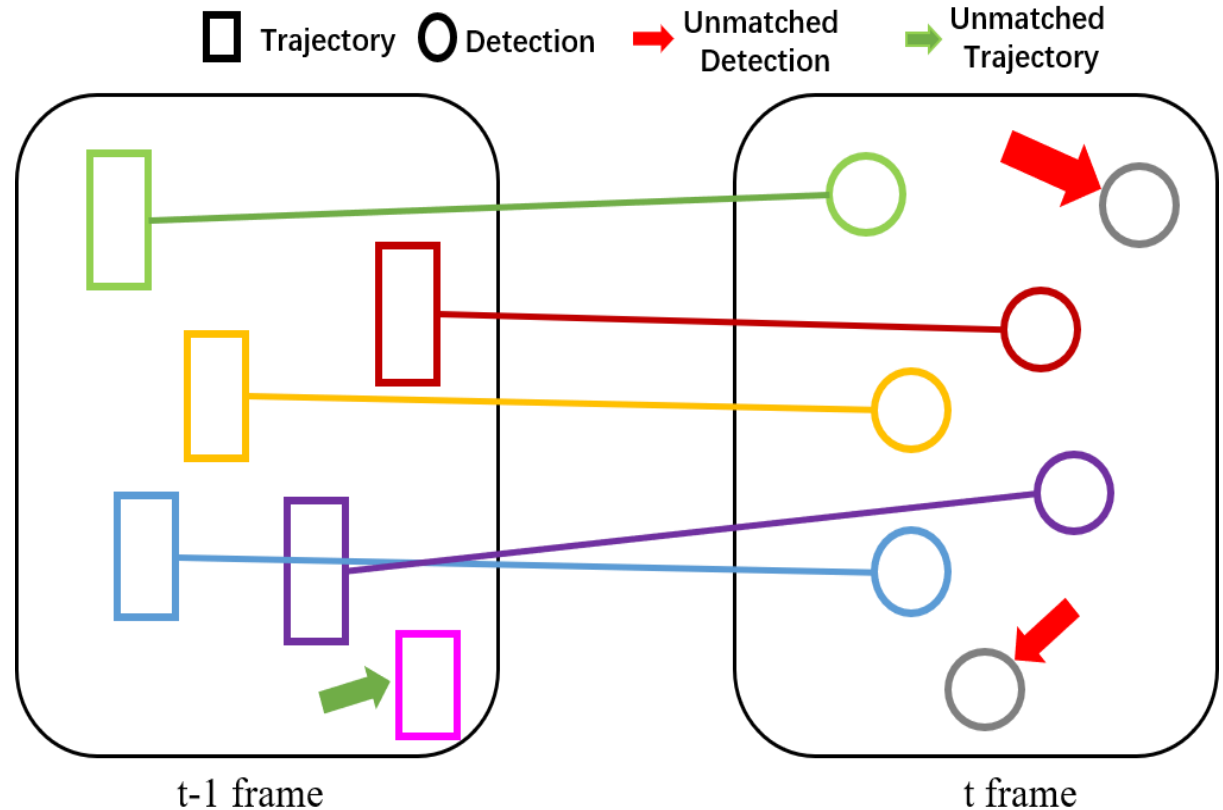 Trajectory
Detection
Unmatched
Detection
Unmatched
Trajectory
t-1 frame
t frame